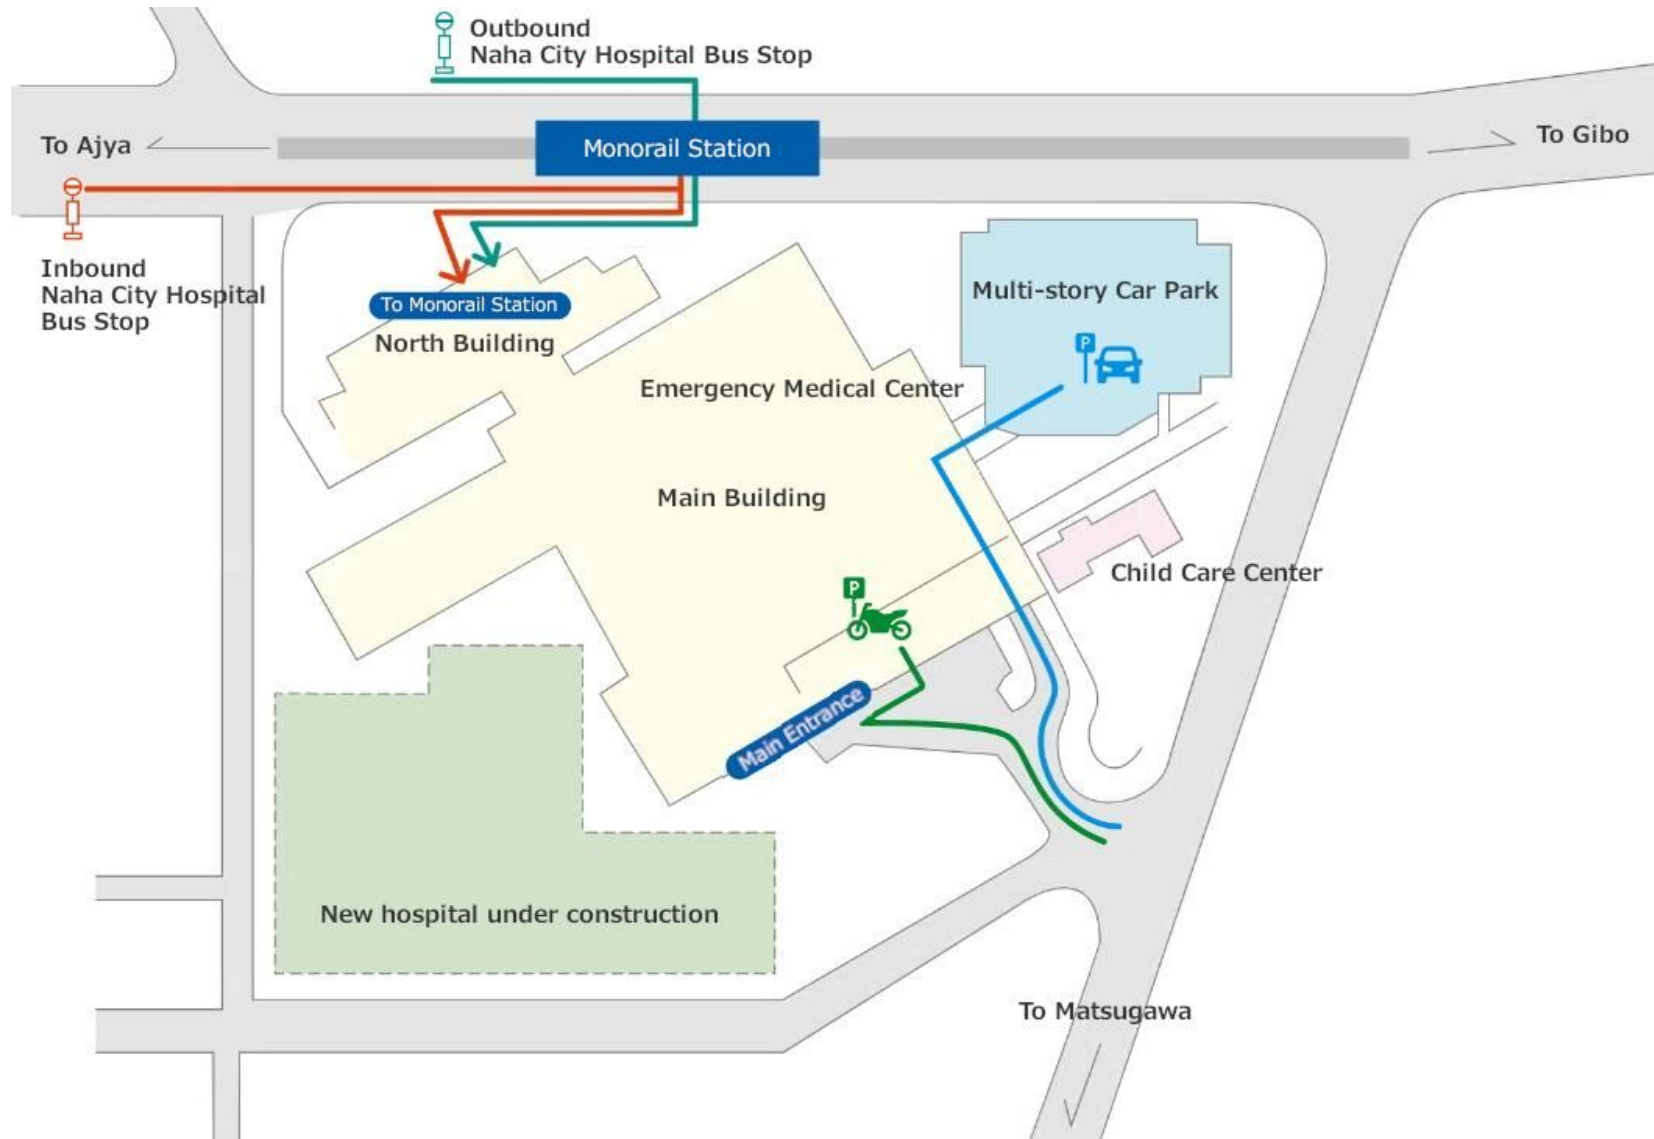 Outbound
Naha City Hospital Bus Stop
To Ajya
Monorail Station
To Gibo
Inbound
Naha City Hospital
Bus Stop
To Monorail Station
North Building
Multi-story Car Park
P
Emergency Medical Center
Main Building
Child Care Center
P
Main Entrance
New hospital under construction
To Matsugawa